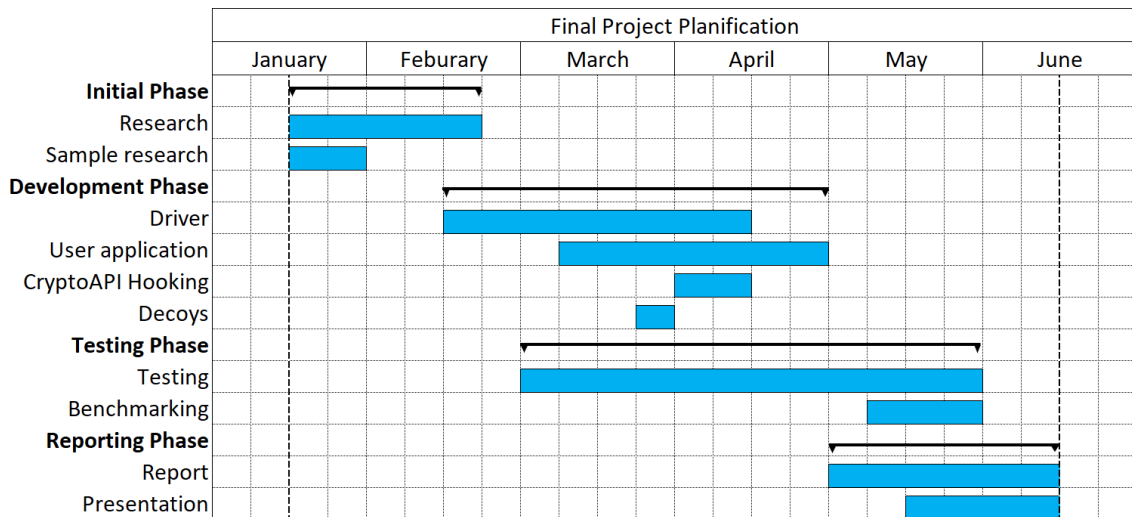 Final Project Planification
January Feburary March April May June
Initial Phase
Research
Sample research
Development Phase
Driver
User application
CryptoAPI Hooking
Decoys
Testing Phase
Testing
Benchmarking
Reporting Phase
Report
Presentation